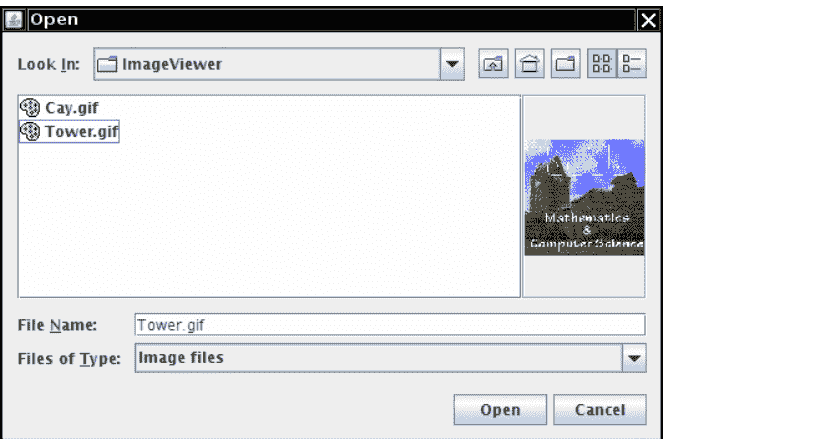 Open
Look In: ImageViewer
Cay.gif
Tower.gif
Mathematics
&
Computer Science
File Name: Tower.gif
Files of Type: Image files
Open Cancel